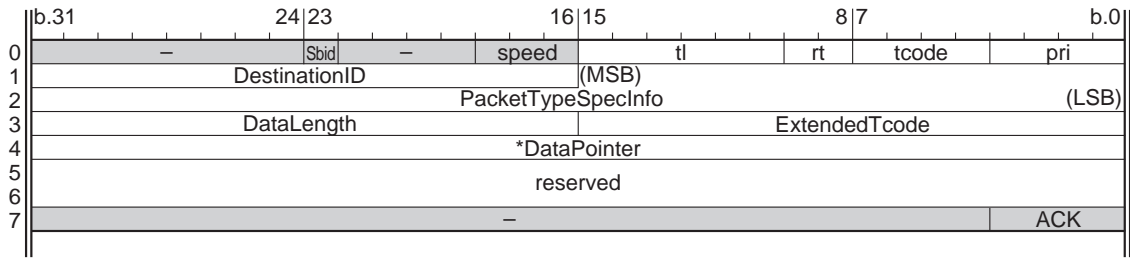 b.31 24 23 16 15 8 7 b.0
0 – Sbid – speed tl rt tcode pri
1 DestinationID (MSB)
2 PacketTypeSpecInfo (LSB)
3 DataLength ExtendedTcode
4 *DataPointer
5
reserved
6
7 – ACK